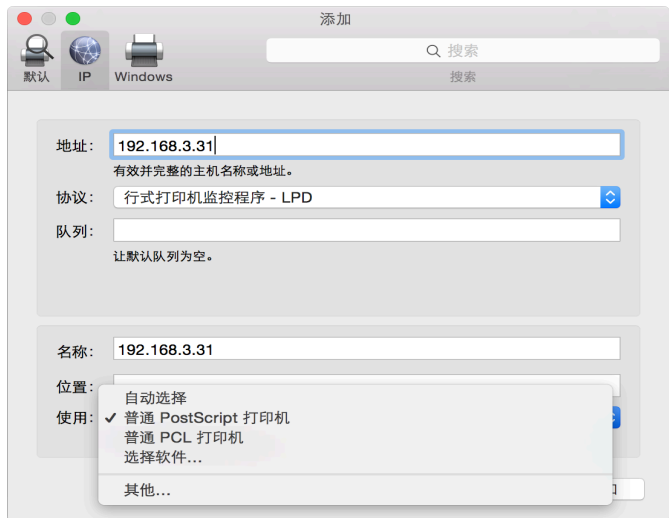 添加
搜索
默认 IP Windows 搜索
地址: 192.168.3.31
有效并完整的主机名称或地址。
协议: 行式打印机监控程序 - LPD
队列:
让默认队列为空。
名称: 192.168.3.31
位置:
自动选择
使用: ✓ 普通 PostScript 打印机
普通 PCL 打印机
选择软件...
其他...